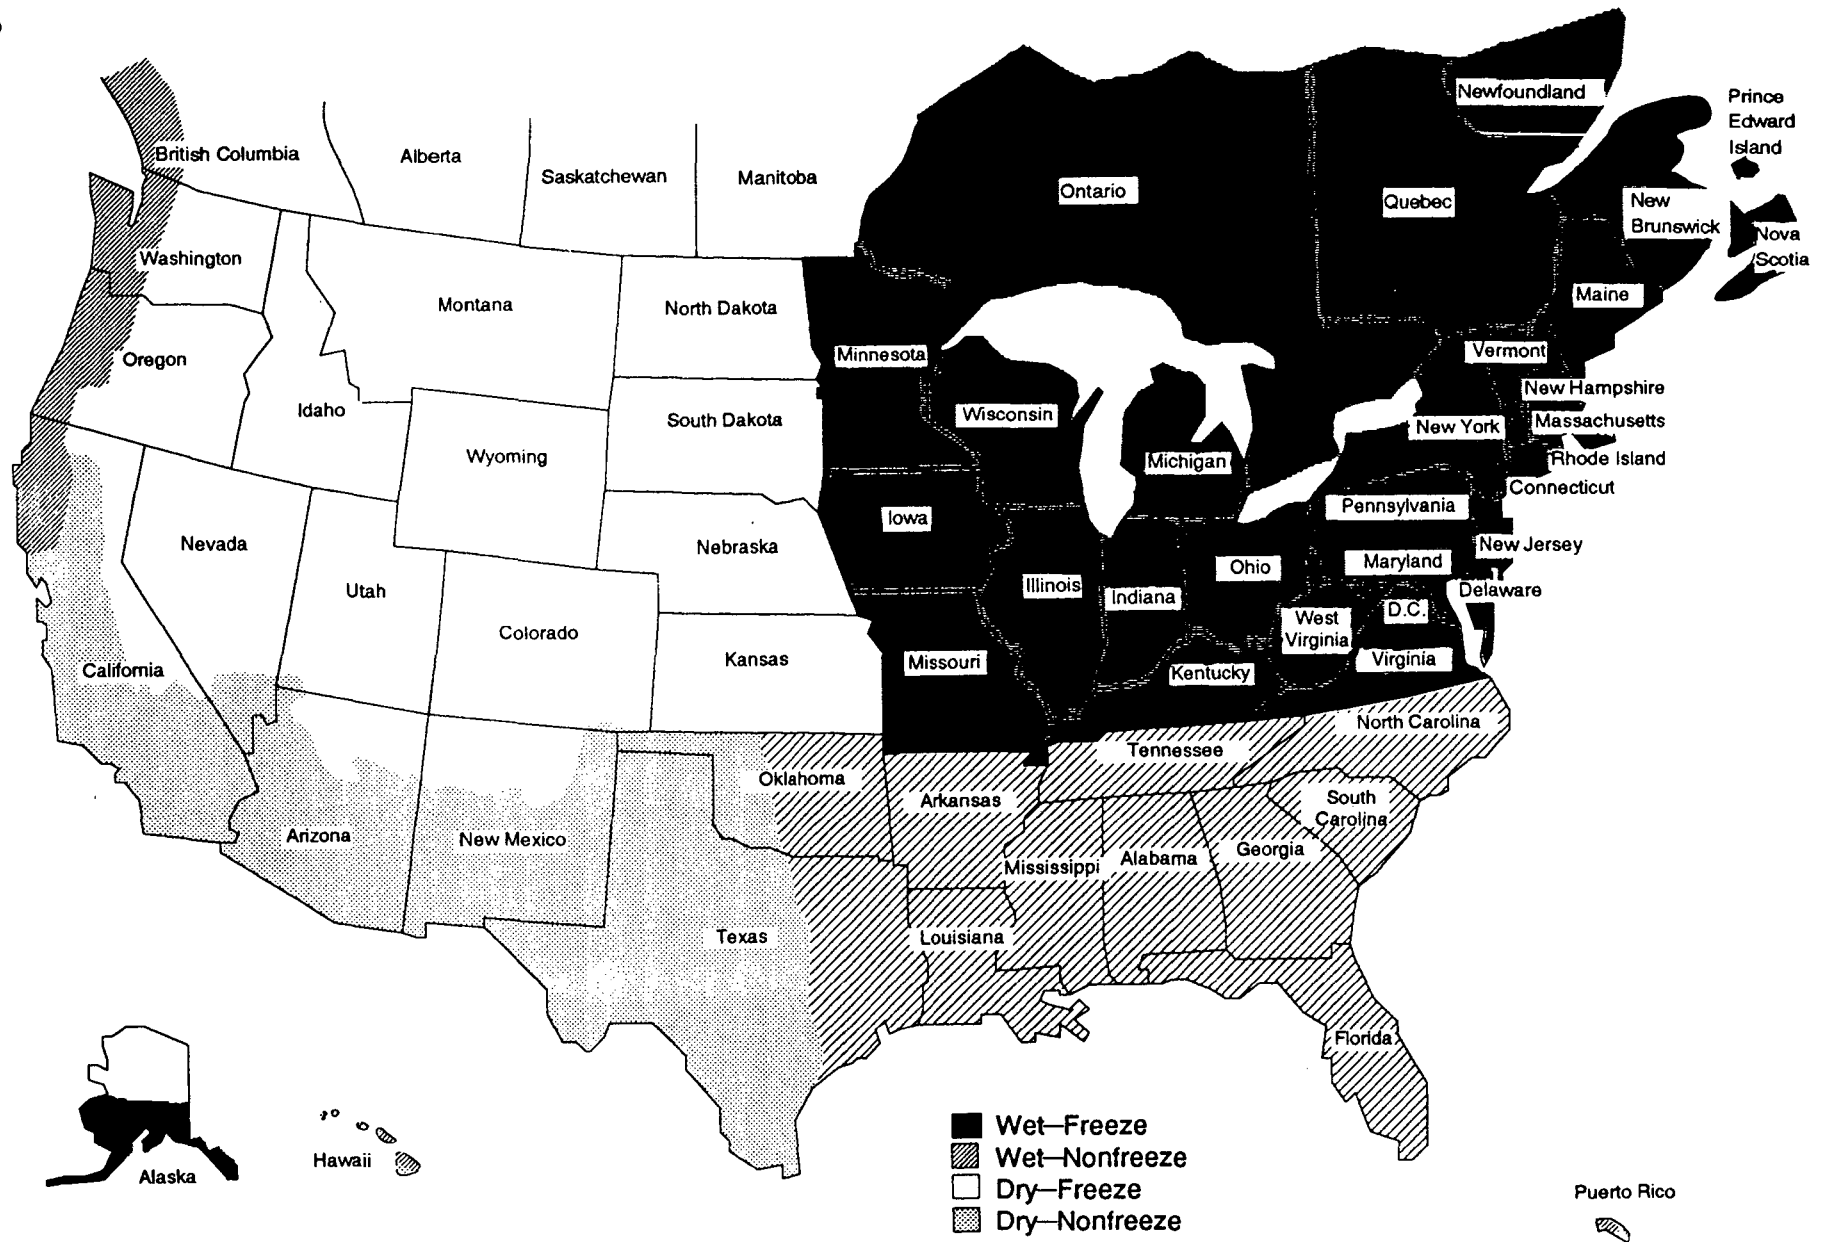 Newfoundland
Prince
Edward
Island
British Columbia
Alberta
Saskatchewan
Manitoba
Ontario
Quebec
New
Brunswick
Nova
Scotia
Washington
Montana
North Dakota
Maine
Minnesota
Vermont
Oregon
Idaho
South Dakota
Wisconsin
New Hampshire
Massachusetts
New York
Wyoming
Michigan
Rhode Island
Connecticut
Pennsylvania
Iowa
Nevada
Nebraska
New Jersey
Utah
Illinois
Indiana
Ohio
Maryland
Delaware
D.C.
West
Virginia
Colorado
California
Kansas
Missouri
Kentucky
Virginia
North Carolina
Tennessee
Oklahoma
Arkansas
South
Carolina
Arizona
New Mexico
Mississippi
Alabama
Georgia
Texas
Louisiana
Florida
Alaska
Hawaii
Wet—Freeze
Wet—Nonfreeze
Dry—Freeze
Dry—Nonfreeze
Puerto Rico